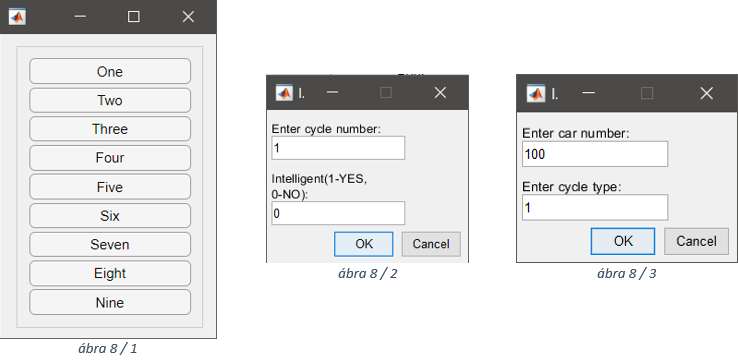 One
Two
Three
Four
Five
Six
Seven
Eight
Nine
ábra 8 / 1
I.
Enter cycle number:
1
Intelligent(1-YES,
0-NO):
0
OK Cancel
ábra 8 / 2
I.
Enter car number:
100
Enter cycle type:
1
OK Cancel
ábra 8 / 3